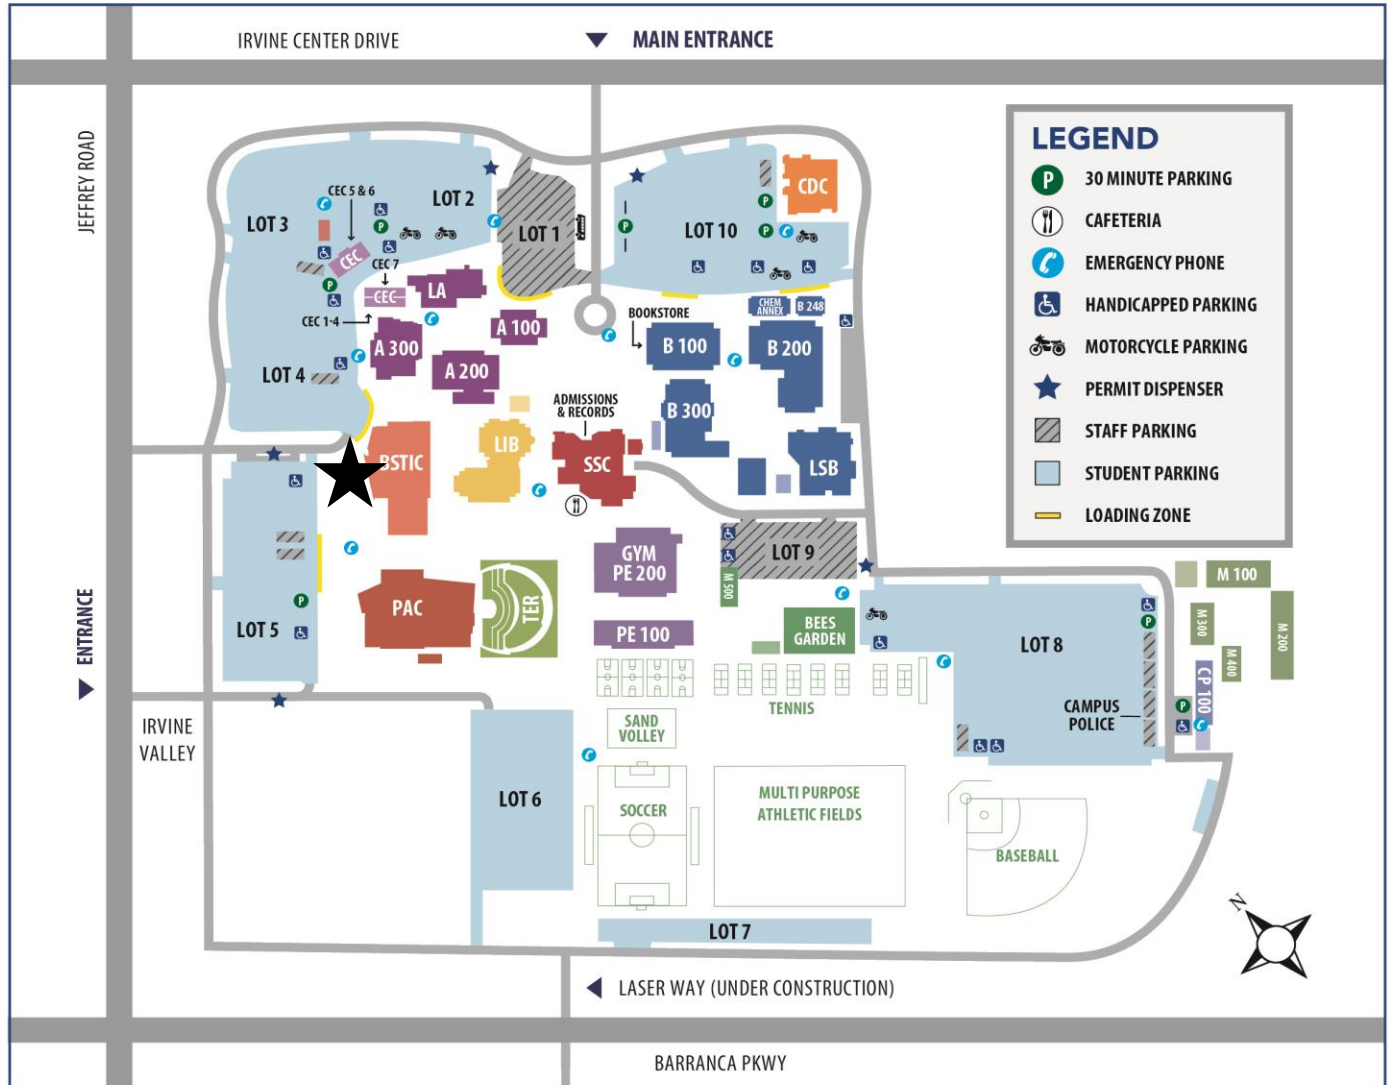 IRVINE CENTER DRIVE
MAIN ENTRANCE
JEFFREY ROAD
ENTRANCE
IRVINE
VALLEY
LEGEND
P 30 MINUTE PARKING
CAFETERIA
EMERGENCY PHONE
HANDICAPPED PARKING
MOTORCYCLE PARKING
PERMIT DISPENSER
STAFF PARKING
STUDENT PARKING
LOADING ZONE
CEC 5 & 6
LOT 2
LOT 3
P
CEC
CEC 7
P
CEC
CEC 1-4
LA
LOT 1
P
LOT 10
P
P
CDC
A 100
A 300
A 200
LOT 4
BOOKSTORE
B 100
CHEM
ANNEX
B 248
B 200
B 300
ADMISSIONS
& RECORDS
SSC
LIB
LSB
LOT 9
M 500
GYM
PE 200
PE 100
BEES
GARDEN
TER
PAC
P
LOT 5
LOT 8
P
CAMPUS
POLICE
M 100
M 200
M 300
M 400
CP 100
P
TENNIS
SAND
VOLLEY
SOCCER
MULTI PURPOSE
ATHLETIC FIELDS
BASEBALL
LOT 6
LOT 7
N
LASER WAY (UNDER CONSTRUCTION)
BARRANCA PKWY